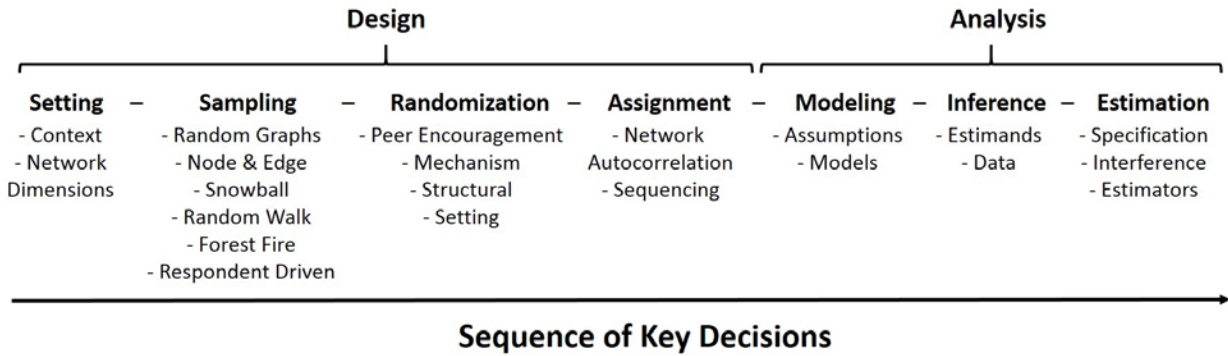 Design Analysis
Setting – Sampling – Randomization – Assignment – Modeling – Inference – Estimation
- Context
- Network
Dimensions
- Random Graphs
- Node & Edge
- Snowball
- Random Walk
- Forest Fire
- Respondent Driven
- Peer Encouragement
- Mechanism
- Structural
- Setting
- Network
Autocorrelation
- Sequencing
- Assumptions
- Models
- Estimands
- Data
- Specification
- Interference
- Estimators
Sequence of Key Decisions